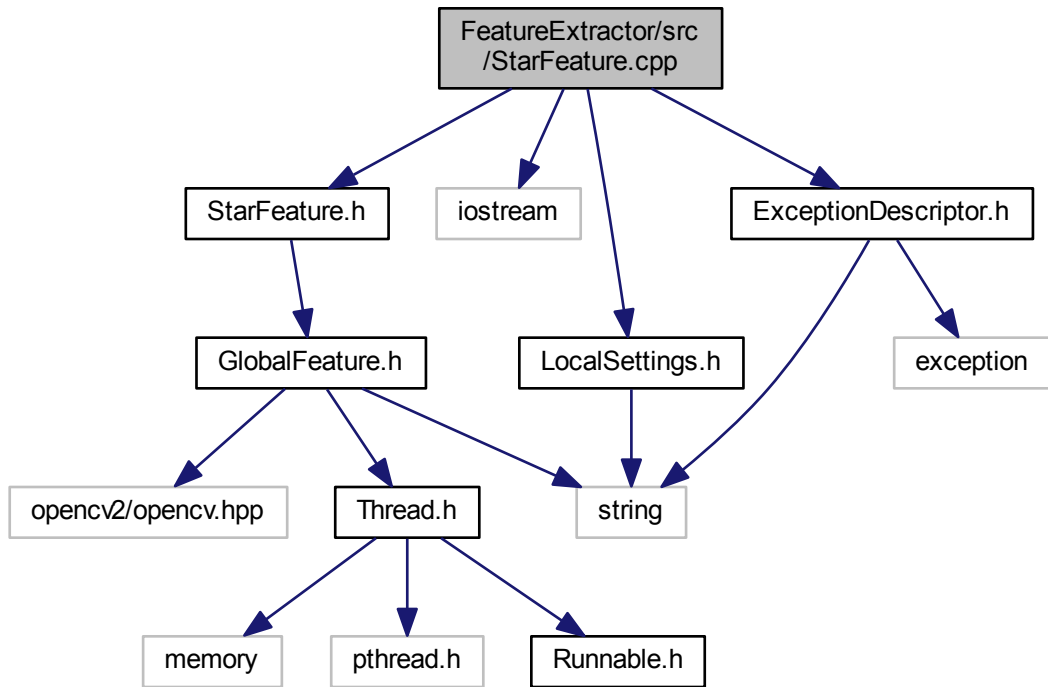 FeatureExtractor/src
/StarFeature.cpp
StarFeature.h
iostream
ExceptionDescriptor.h
GlobalFeature.h
LocalSettings.h
exception
opencv2/opencv.hpp
Thread.h
string
memory
pthread.h
Runnable.h